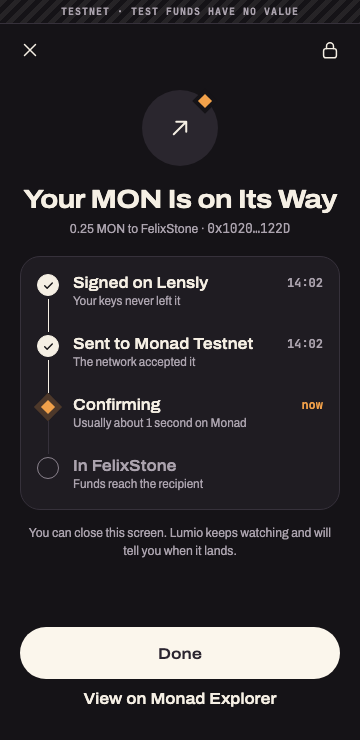 TESTNET · TEST FUNDS HAVE NO VALUE
Your MON Is on Its Way
0.25 MON to FelixStone · 0x1020…122D
Signed on Lensly
14:02
Your keys never left it
Sent to Monad Testnet
14:02
The network accepted it
Confirming
now
Usually about 1 second on Monad
In FelixStone
Funds reach the recipient
You can close this screen. Lumio keeps watching and will
tell you when it lands.
Done
View on Monad Explorer